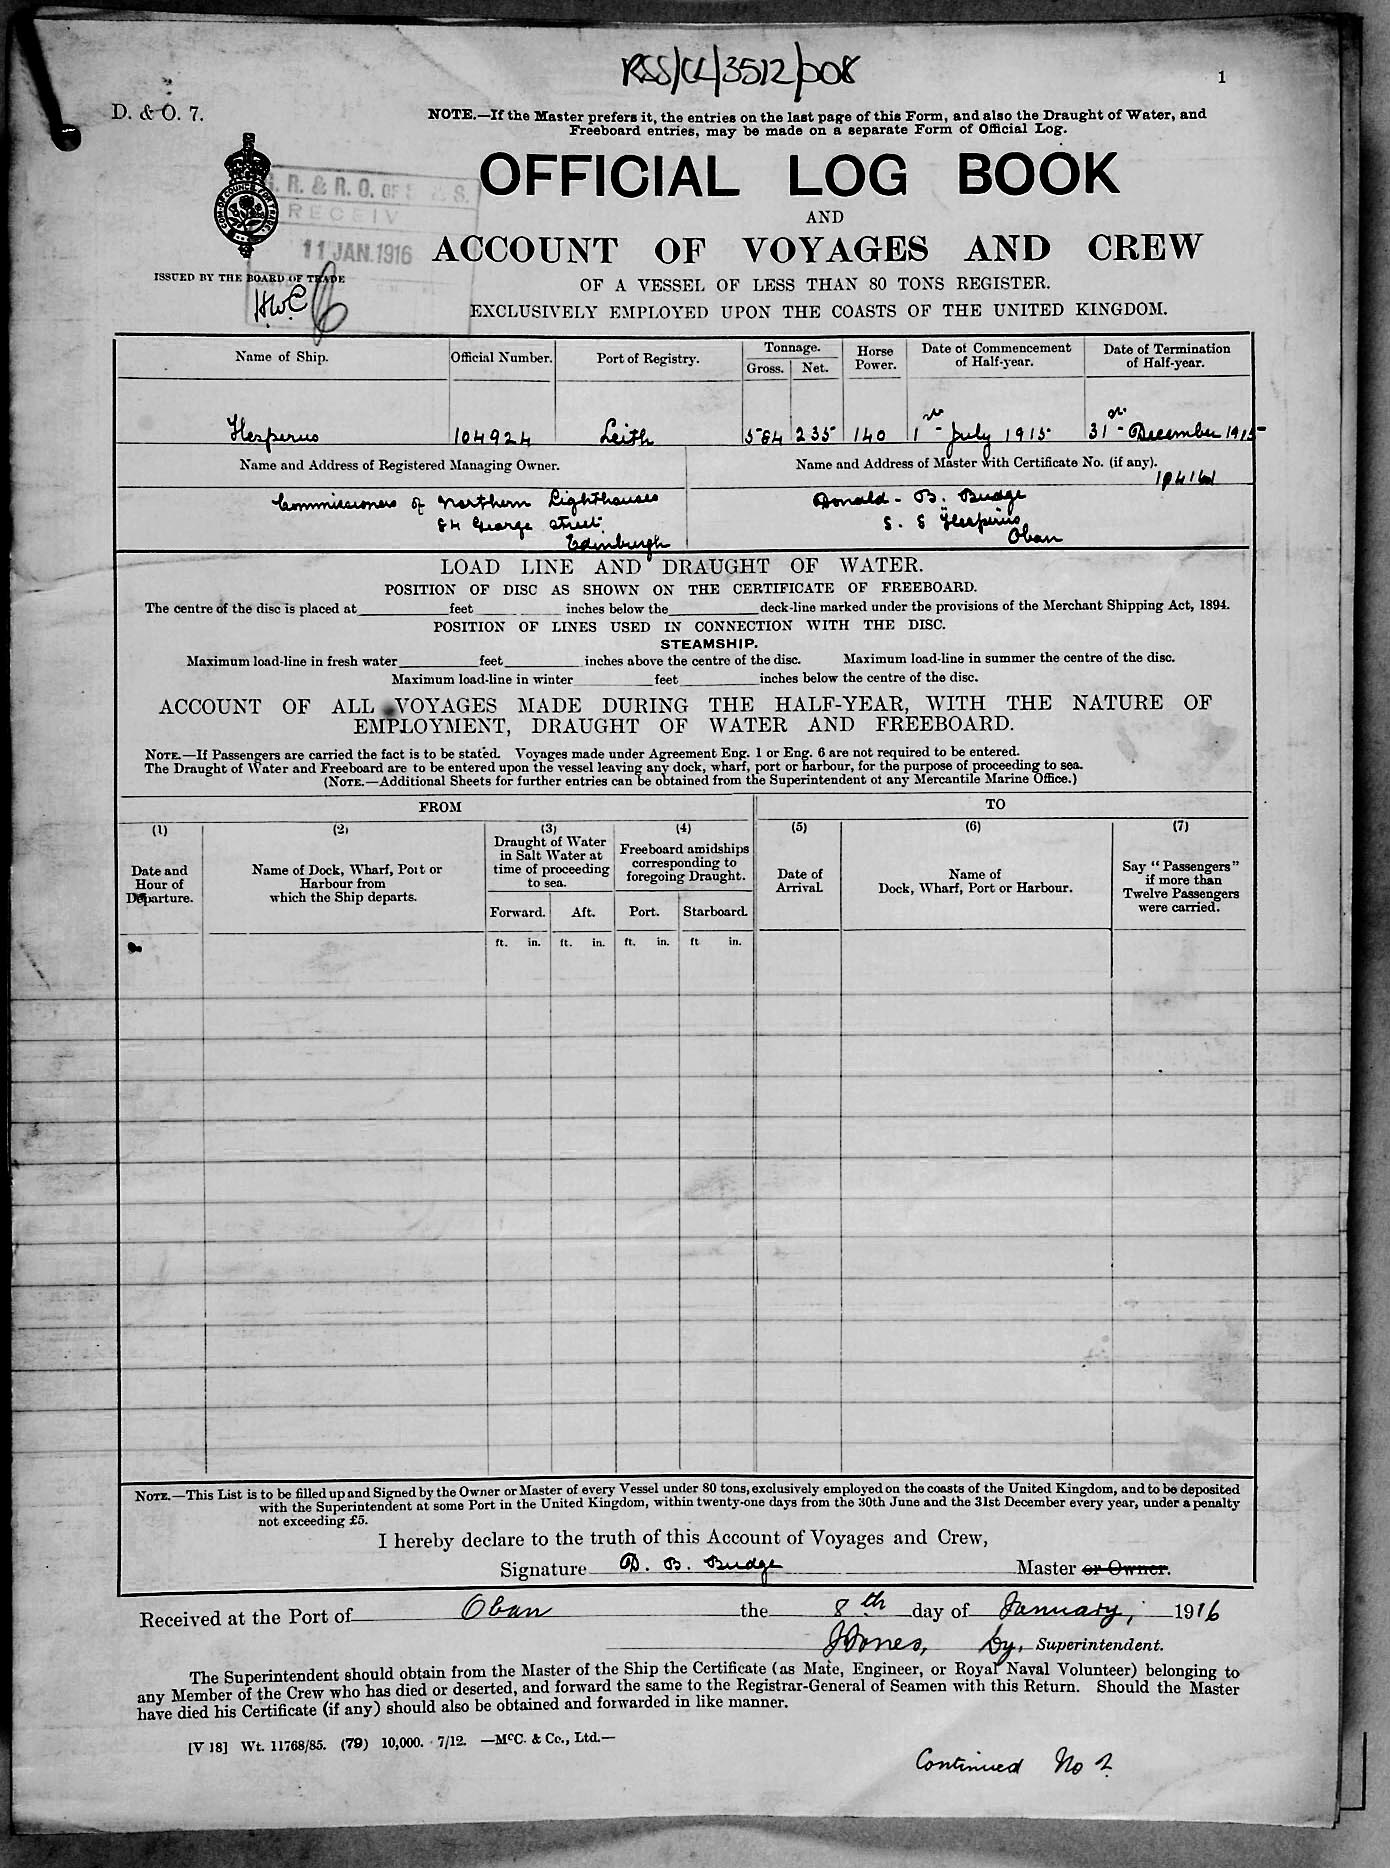 RSS/CL/3512/008
1
D. & O. 7.
NOTE.—If the Master prefers it, the entries on the last page of this Form, and also the Draught of Water, and
Freeboard entries, may be made on a separate Form of Official Log.
OFFICIAL LOG BOOK
AND
ACCOUNT OF VOYAGES AND CREW
OF A VESSEL OF LESS THAN 80 TONS REGISTER.
EXCLUSIVELY EMPLOYED UPON THE COASTS OF THE UNITED KINGDOM.
R. & R. O. OF S & S.
RECEIV
11 JAN. 1916
ISSUED BY THE BOARD OF TRADE
H.W.C
Name of Ship. Official Number. Port of Registry. Tonnage. Gross. Net. Horse Power. Date of Commencement of Half-year. Date of Termination of Half-year.
Hesperus 104924 Leith 584 235 140 1st July 1915 31st December 1915
Name and Address of Registered Managing Owner. Name and Address of Master with Certificate No. (if any).
Commissioners of Northern Lighthouses Donald B. Budge
84 George Street S. S Hesperus
Edinburgh Oban
LOAD LINE AND DRAUGHT OF WATER.
POSITION OF DISC AS SHOWN ON THE CERTIFICATE OF FREEBOARD.
The centre of the disc is placed at feet inches below the deck-line marked under the provisions of the Merchant Shipping Act, 1894.
POSITION OF LINES USED IN CONNECTION WITH THE DISC.
STEAMSHIP.
Maximum load-line in fresh water feet inches above the centre of the disc. Maximum load-line in summer the centre of the disc.
Maximum load-line in winter feet inches below the centre of the disc.
ACCOUNT OF ALL VOYAGES MADE DURING THE HALF-YEAR, WITH THE NATURE OF
EMPLOYMENT, DRAUGHT OF WATER AND FREEBOARD.
NOTE.—If Passengers are carried the fact is to be stated. Voyages made under Agreement Eng. 1 or Eng. 6 are not required to be entered.
The Draught of Water and Freeboard are to be entered upon the vessel leaving any dock, wharf, port or harbour, for the purpose of proceeding to sea.
(NOTE.—Additional Sheets for further entries can be obtained from the Superintendent of any Mercantile Marine Office.)
FROM TO
(1) (2) (3) (4) (5) (6) (7)
Date and Hour of Departure.
Name of Dock, Wharf, Port or Harbour from which the Ship departs.
Draught of Water in Salt Water at time of proceeding to sea.
Freeboard amidships corresponding to foregoing Draught.
Date of Arrival.
Name of Dock, Wharf, Port or Harbour.
Say "Passengers" if more than Twelve Passengers were carried.
Forward. Aft. Port. Starboard.
ft. in. ft. in. ft. in. ft in.
NOTE.—This List is to be filled up and Signed by the Owner or Master of every Vessel under 80 tons, exclusively employed on the coasts of the United Kingdom, and to be deposited
with the Superintendent at some Port in the United Kingdom, within twenty-one days from the 30th June and the 31st December every year, under a penalty
not exceeding £5.
I hereby declare to the truth of this Account of Voyages and Crew,
Signature D. B. Budge Master or Owner.
Received at the Port of Oban the 8th day of January, 1916
Jones, Dy. Superintendent.
The Superintendent should obtain from the Master of the Ship the Certificate (as Mate, Engineer, or Royal Naval Volunteer) belonging to
any Member of the Crew who has died or deserted, and forward the same to the Registrar-General of Seamen with this Return. Should the Master
have died his Certificate (if any) should also be obtained and forwarded in like manner.
[V 18] Wt. 11768/85. (79) 10,000. 7/12. —McC. & Co., Ltd.—
Continued No 2